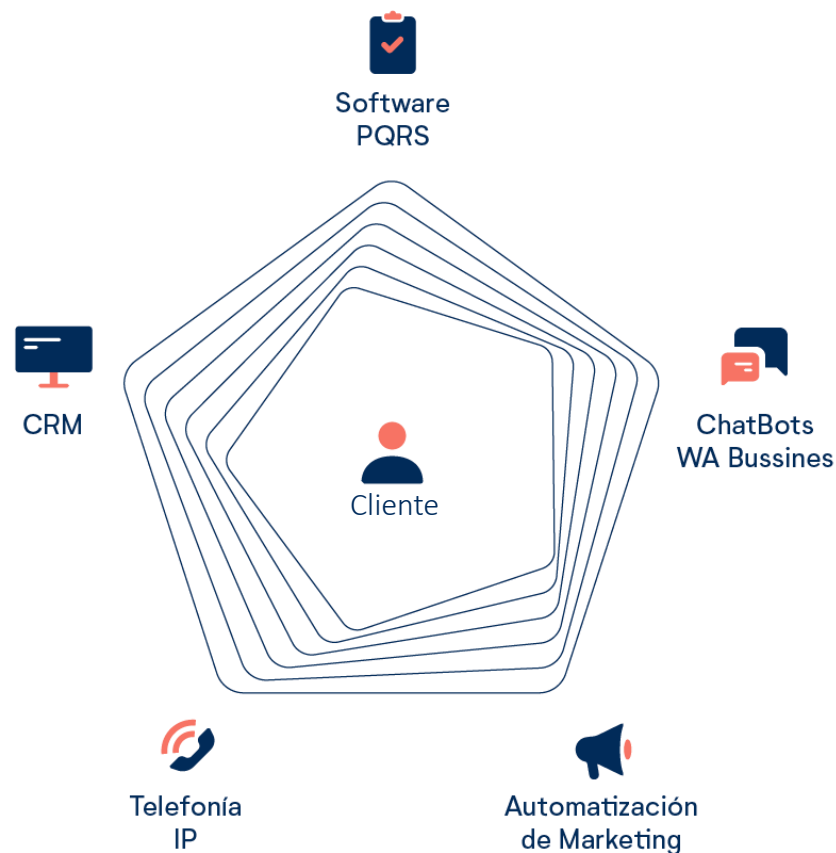 Software
PQRS
CRM
ChatBots
WA Bussines
Cliente
Telefonía
IP
Automatización
de Marketing